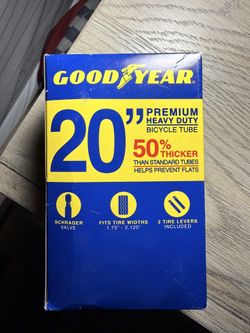 GOODYEAR
20”
PREMIUM
HEAVY DUTY
BICYCLE TUBE
50% THICKER
THAN STANDARD TUBES
HELPS PREVENT FLATS
SCHRADER
VALVE
FITS TIRE WIDTHS
1.75" - 2.125"
2 TIRE LEVERS
INCLUDED